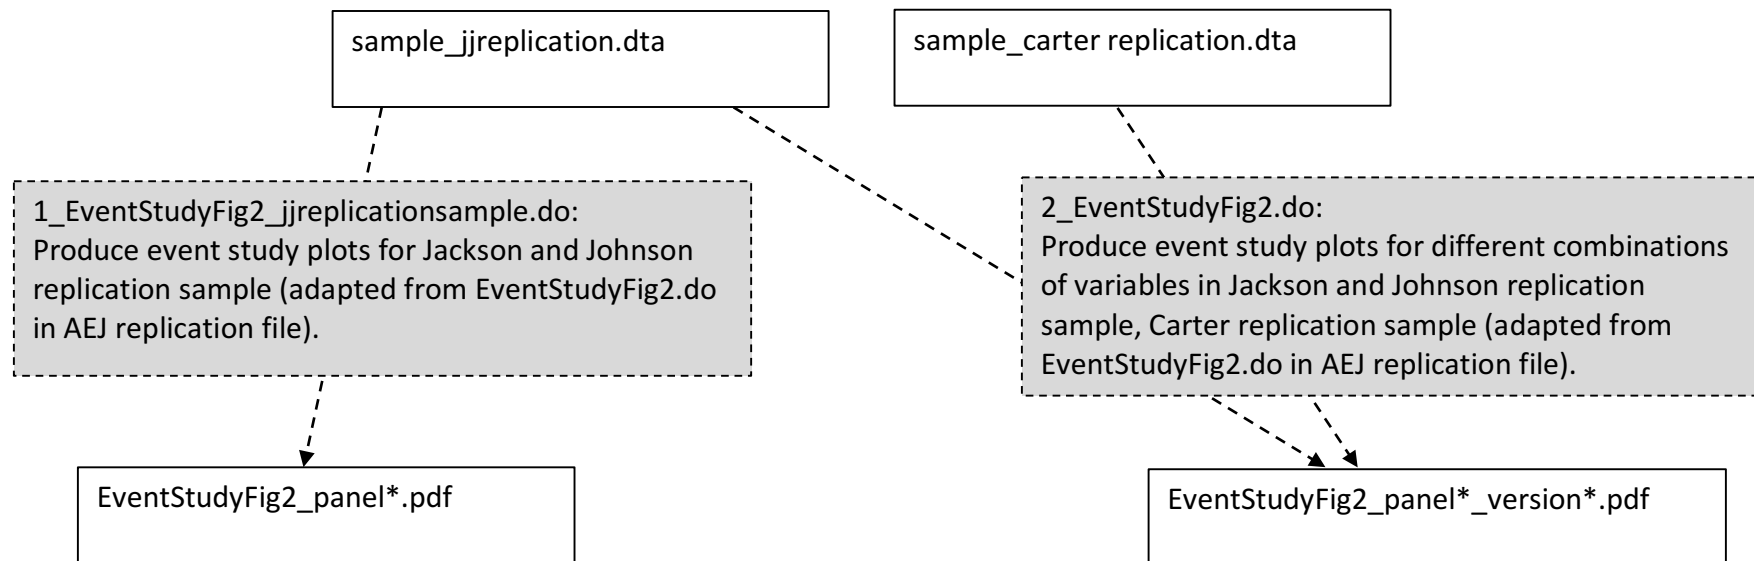 sample_jjreplication.dta
sample_carter replication.dta
1_EventStudyFig2_jjreplicationsample.do:
Produce event study plots for Jackson and Johnson
replication sample (adapted from EventStudyFig2.do
in AEJ replication file).
2_EventStudyFig2.do:
Produce event study plots for different combinations
of variables in Jackson and Johnson replication
sample, Carter replication sample (adapted from
EventStudyFig2.do in AEJ replication file).
EventStudyFig2_panel*.pdf
EventStudyFig2_panel*_version*.pdf